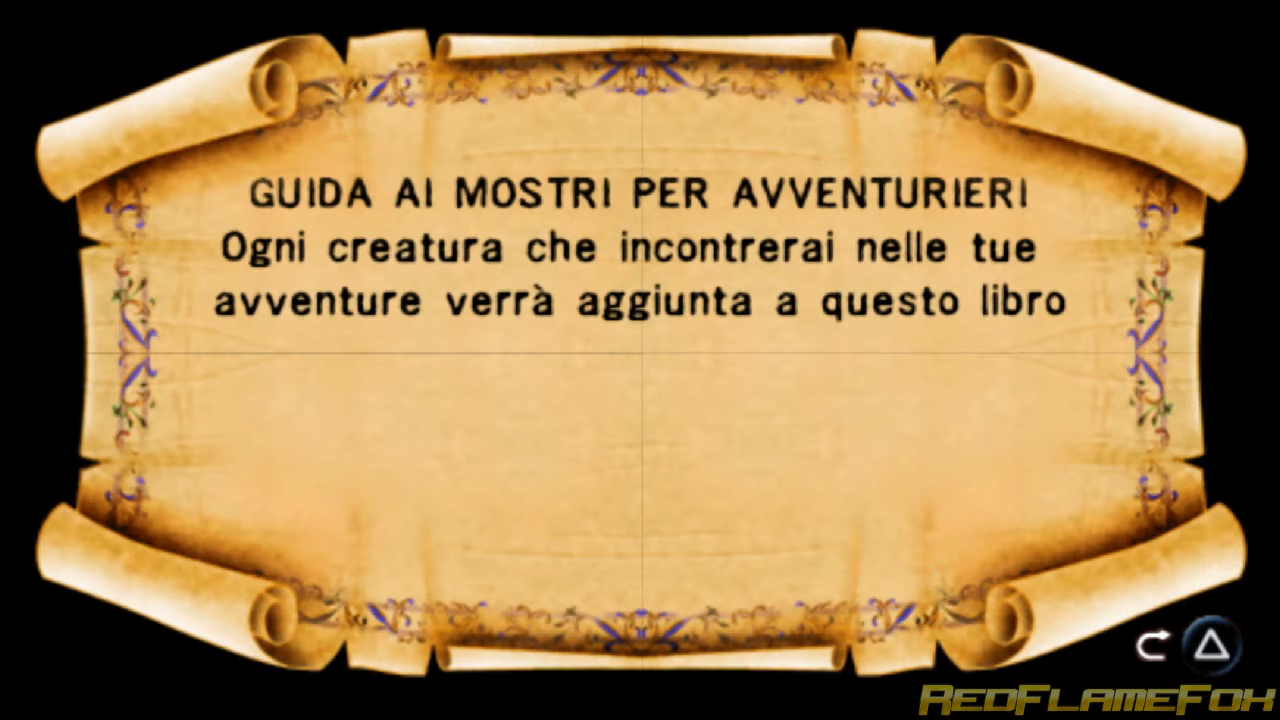 GUIDA AI MOSTRI PER AVVENTURIERI
Ogni creatura che incontrerai nelle tue
avventure verrà aggiunta a questo libro
REDFLAMEFOX